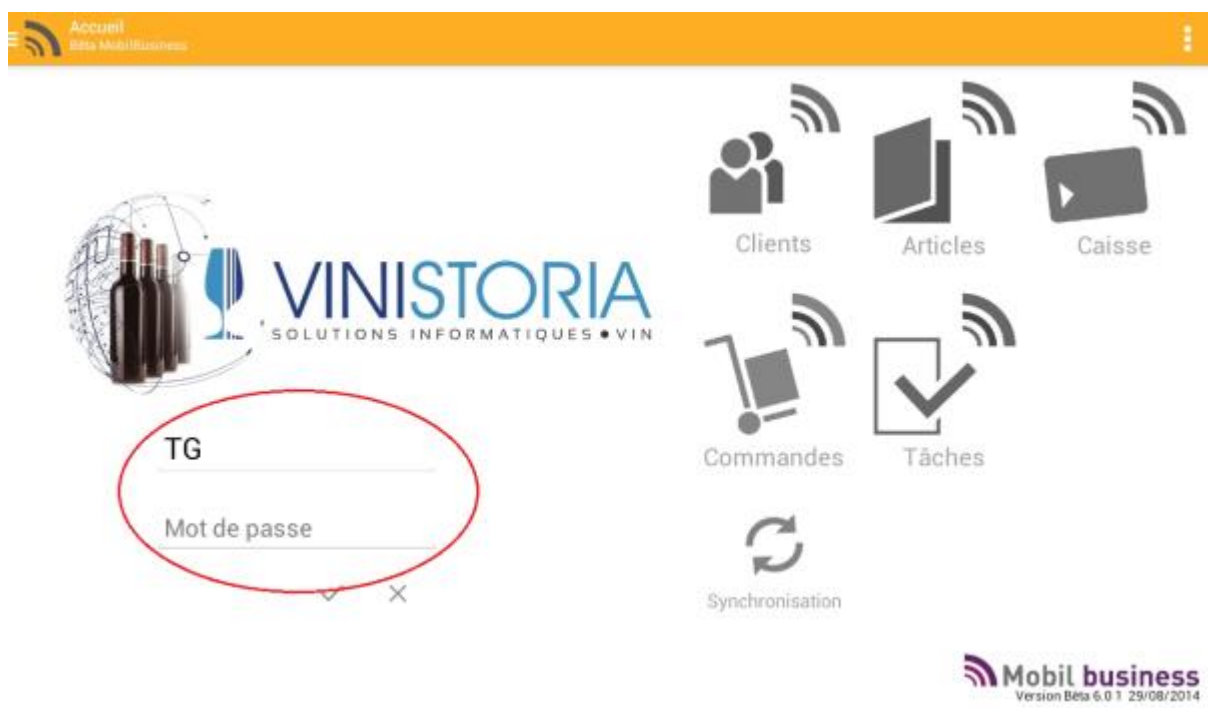 Accueil
Bêta MobilBusiness
VINISTORIA
SOLUTIONS INFORMATIQUES • VIN
TG
Mot de passe
Clients
Articles
Caisse
Commandes
Tâches
Synchronisation
Mobil business
Version Bêta 6.0.1 29/08/2014